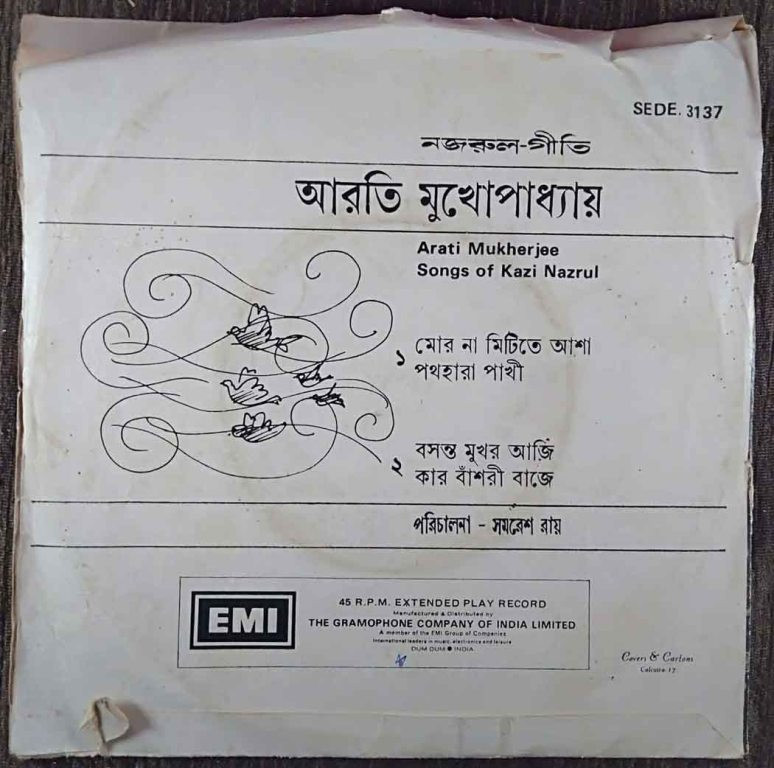 SEDE. 3137
নজরুল-গীতি
আরতি মুখোপাধ্যায়
Arati Mukherjee
Songs of Kazi Nazrul
১ মোর না মিটিতে আশা
পথহারা পাখী
২ বসন্ত মুখর আজি
কার বাঁশরী বাজে
পরিচালনা - সমরেশ রায়
EMI
45 R.P.M. EXTENDED PLAY RECORD
Manufactured & Distributed by
THE GRAMOPHONE COMPANY OF INDIA LIMITED
A member of the EMI Group of Companies
International leaders in music, electronics and leisure
DUM DUM ● INDIA
Covers & Cartons
Calcutta-17